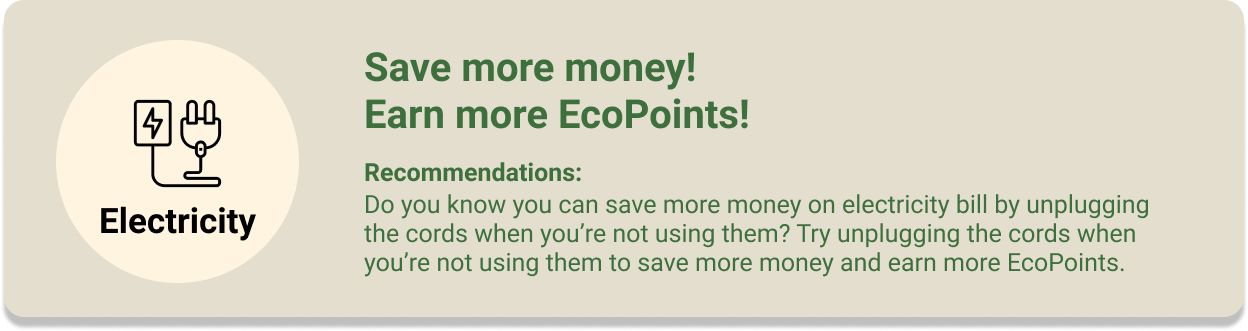 Electricity
Save more money!
Earn more EcoPoints!
Recommendations:
Do you know you can save more money on electricity bill by unplugging
the cords when you’re not using them? Try unplugging the cords when
you’re not using them to save more money and earn more EcoPoints.